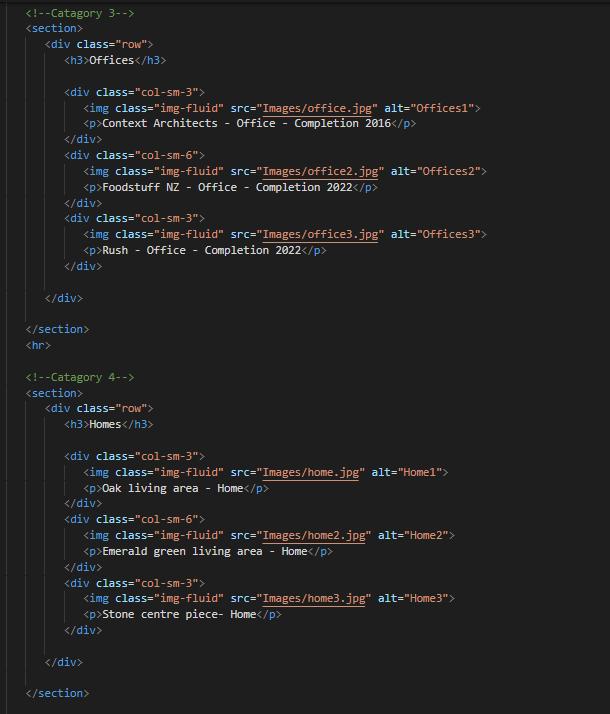 <!--Catagory 3-->
<section>
<div class="row">
<h3>Offices</h3>
<div class="col-sm-3">
<img class="img-fluid" src="Images/office.jpg" alt="Offices1">
<p>Context Architects - Office - Completion 2016</p>
</div>
<div class="col-sm-6">
<img class="img-fluid" src="Images/office2.jpg" alt="Offices2">
<p>Foodstuff NZ - Office - Completion 2022</p>
</div>
<div class="col-sm-3">
<img class="img-fluid" src="Images/office3.jpg" alt="Offices3">
<p>Rush - Office - Completion 2022</p>
</div>
</div>
</section>
<hr>
<!--Catagory 4-->
<section>
<div class="row">
<h3>Homes</h3>
<div class="col-sm-3">
<img class="img-fluid" src="Images/home.jpg" alt="Home1">
<p>Oak living area - Home</p>
</div>
<div class="col-sm-6">
<img class="img-fluid" src="Images/home2.jpg" alt="Home2">
<p>Emerald green living area - Home</p>
</div>
<div class="col-sm-3">
<img class="img-fluid" src="Images/home3.jpg" alt="Home3">
<p>Stone centre piece- Home</p>
</div>
</div>
</section>